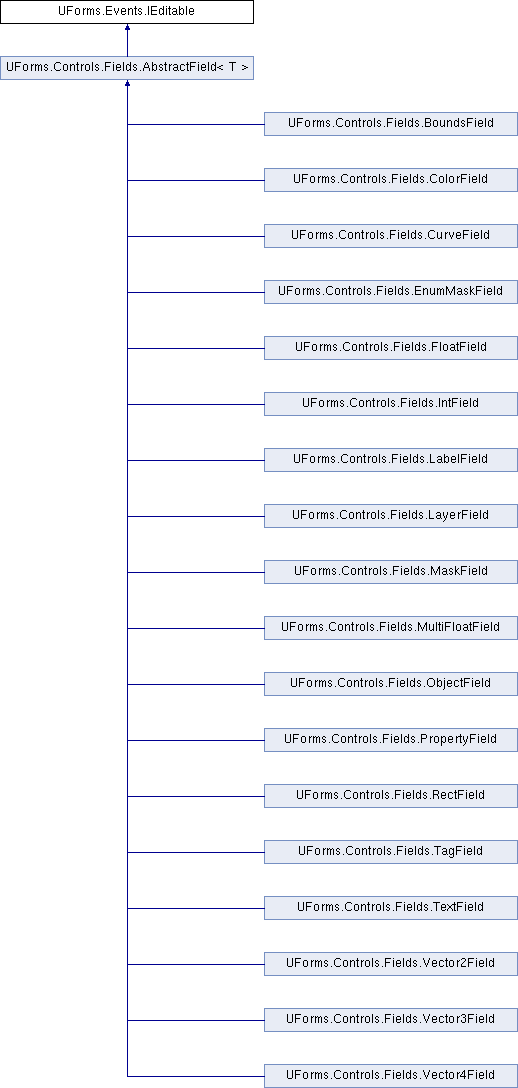 UForms.Events.IEditable
UForms.Controls.Fields.AbstractField< T >
UForms.Controls.Fields.BoundsField
UForms.Controls.Fields.ColorField
UForms.Controls.Fields.CurveField
UForms.Controls.Fields.EnumMaskField
UForms.Controls.Fields.FloatField
UForms.Controls.Fields.IntField
UForms.Controls.Fields.LabelField
UForms.Controls.Fields.LayerField
UForms.Controls.Fields.MaskField
UForms.Controls.Fields.MultiFloatField
UForms.Controls.Fields.ObjectField
UForms.Controls.Fields.PropertyField
UForms.Controls.Fields.RectField
UForms.Controls.Fields.TagField
UForms.Controls.Fields.TextField
UForms.Controls.Fields.Vector2Field
UForms.Controls.Fields.Vector3Field
UForms.Controls.Fields.Vector4Field